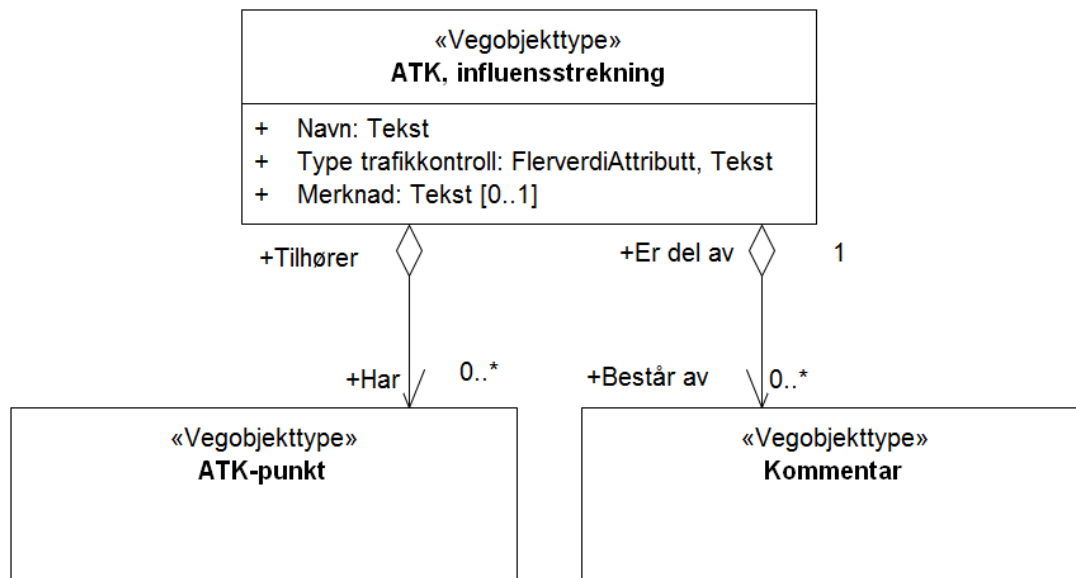 «Vegobjekttype»
ATK, influensstrekning
+ Navn: Tekst
+ Type trafikkontroll: FlerverdiAttributt, Tekst
+ Merknad: Tekst [0..1]
+Tilhører
+Er del av
1
+Har
0..*
+Består av
0..*
«Vegobjekttype»
ATK-punkt
«Vegobjekttype»
Kommentar